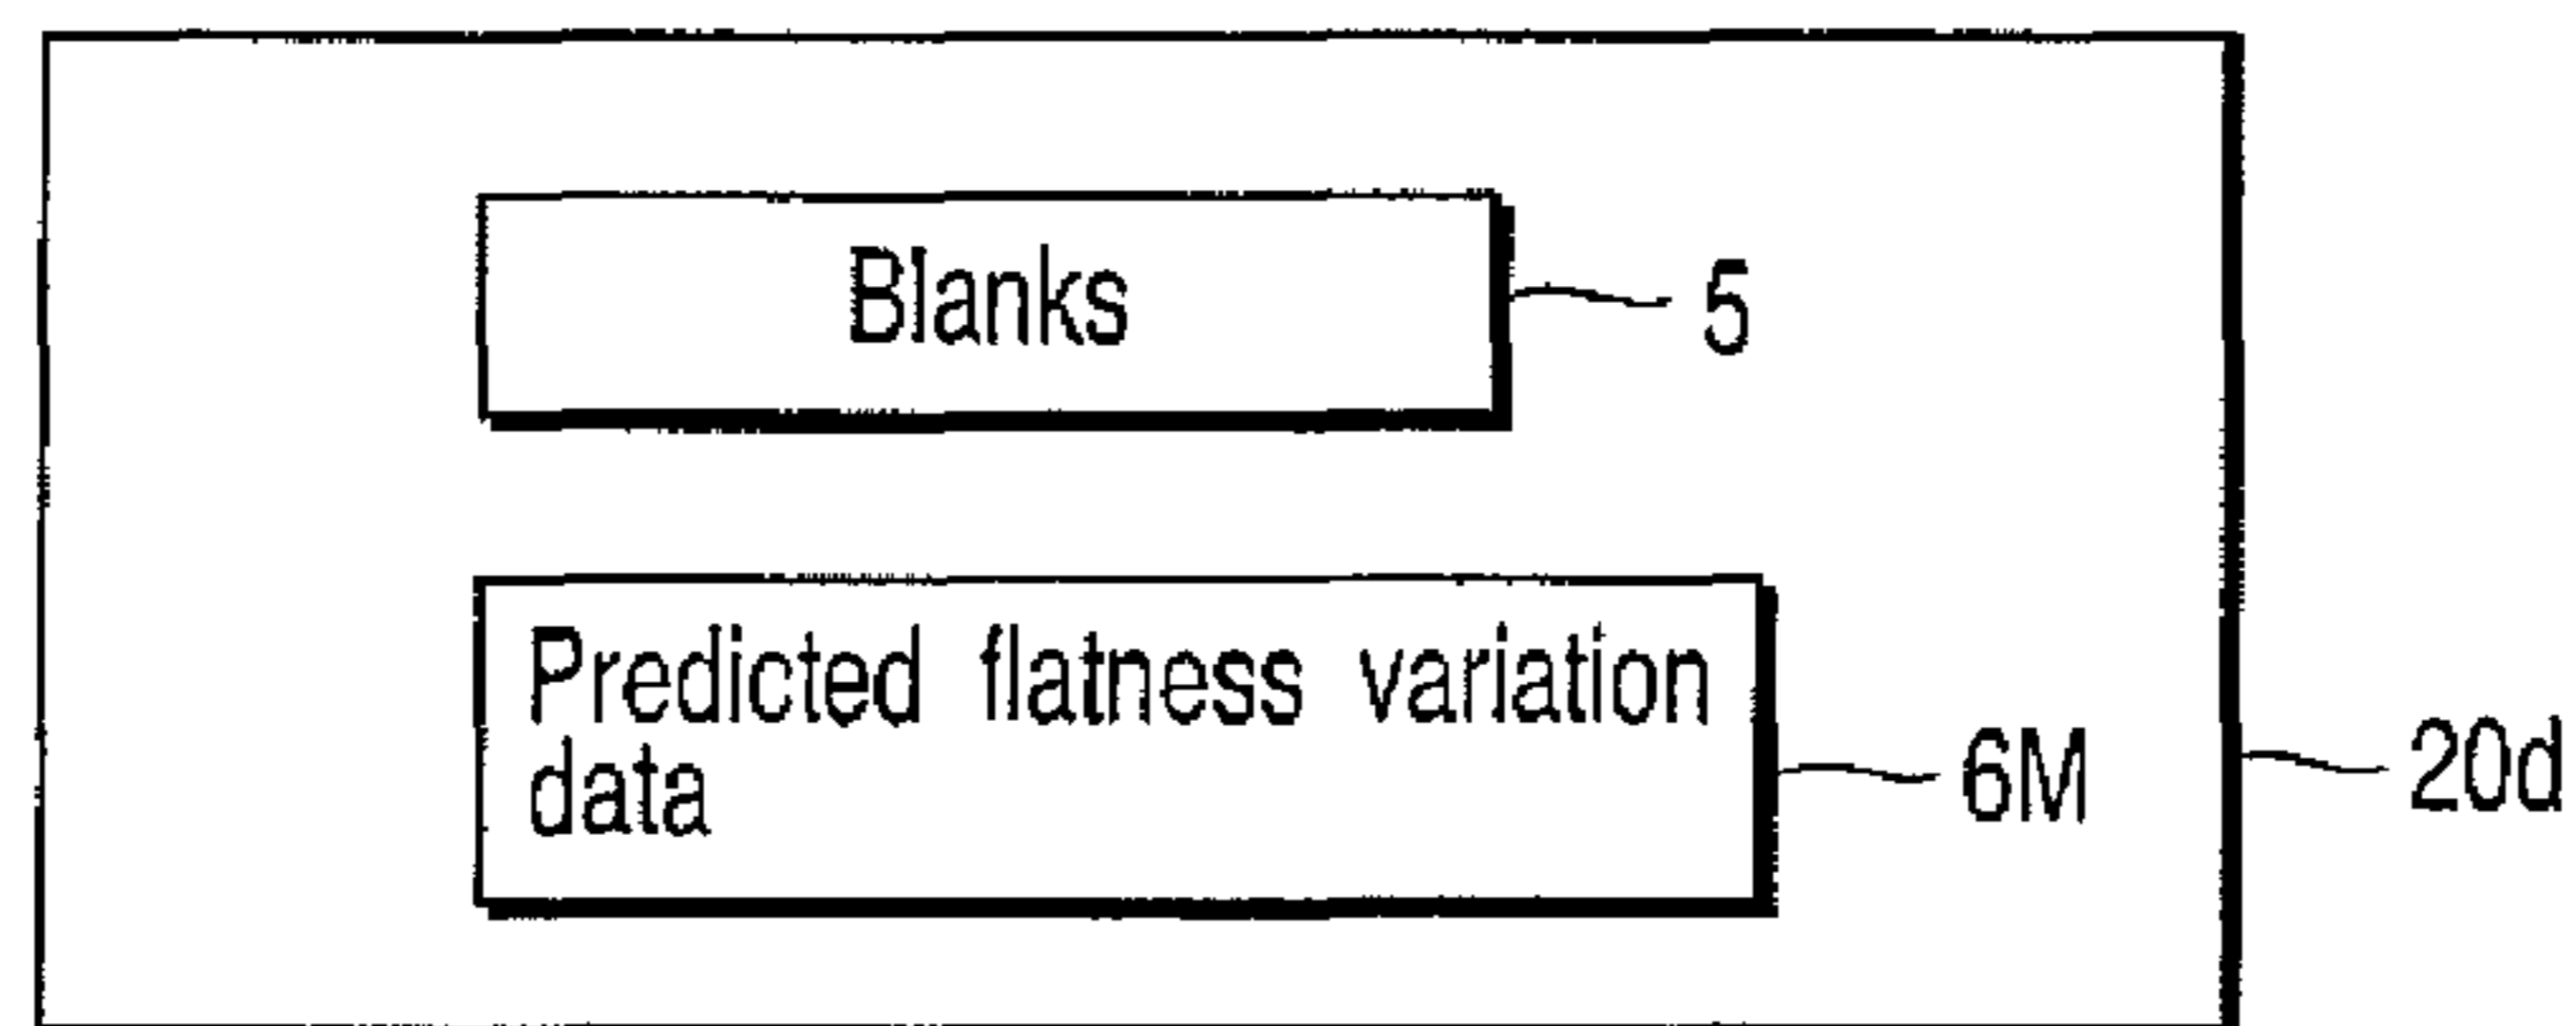 Blanks
5
Predicted flatness variation
data
6M
20d